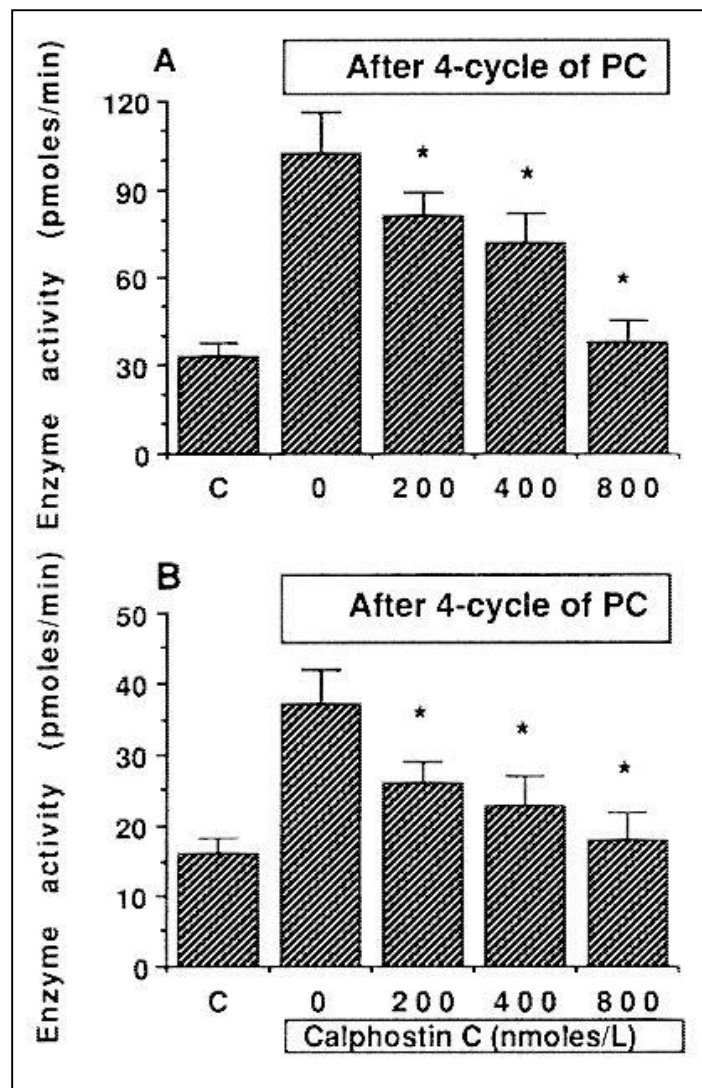 A
After 4-cycle of PC
Enzyme activity (pmoles/min)
120
90
60
30
0
*
*
*
C 0 200 400 800
B
After 4-cycle of PC
Enzyme activity (pmoles/min)
50
40
30
20
10
0
*
*
*
C 0 200 400 800
Calphostin C (nmoles/L)